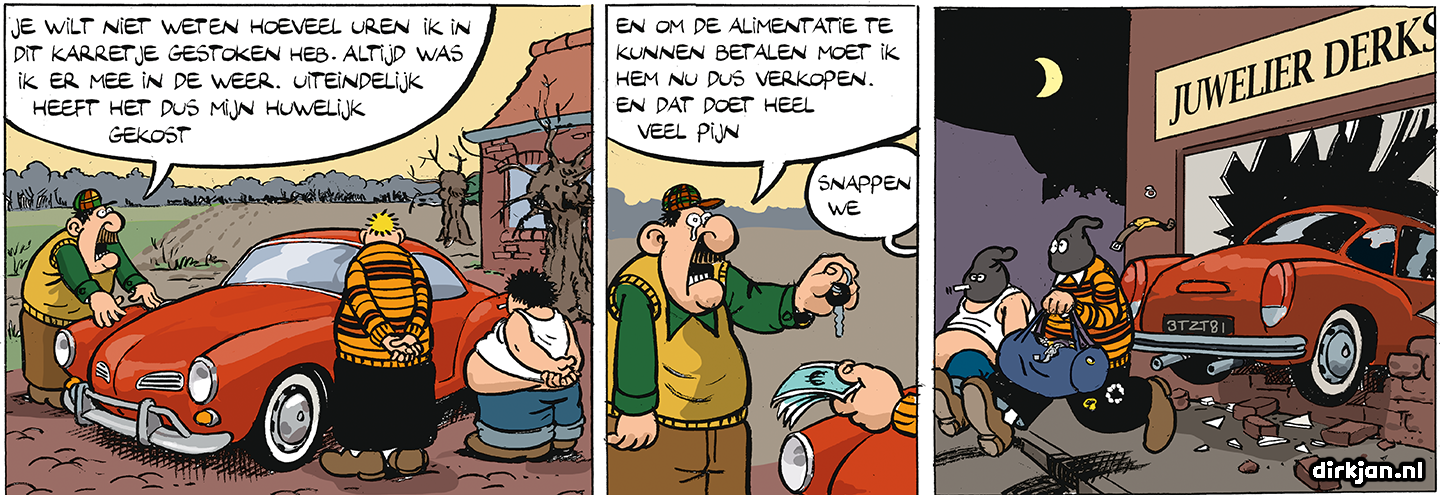 JE WILT NIET WETEN HOEVEEL UREN IK IN
DIT KARRETJE GESTOKEN HEB. ALTIJD WAS
IK ER MEE IN DE WEER. UITEINDELIJK
HEEFT HET DUS MIJN HUWELIJK
GEKOST
EN OM DE ALIMENTATIE TE
KUNNEN BETALEN MOET IK
HEM NU DUS VERKOPEN.
EN DAT DOET HEEL
VEEL PIJN
SNAPPEN
WE
€
JUWELIER DERKS
3TZT81
dirkjan.nl